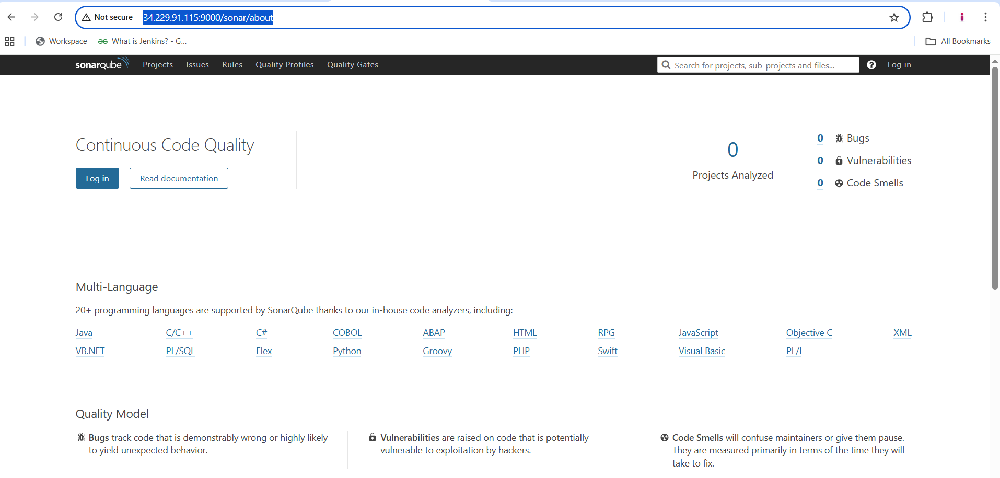 Not secure 34.229.91.115:9000/sonar/about
Workspace What is Jenkins? - G... All Bookmarks
sonarqube Projects Issues Rules Quality Profiles Quality Gates Search for projects, sub-projects and files... Log in
Continuous Code Quality
Log in Read documentation
0
Projects Analyzed
0 Bugs
0 Vulnerabilities
0 Code Smells
Multi-Language
20+ programming languages are supported by SonarQube thanks to our in-house code analyzers, including:
Java C/C++ C# COBOL ABAP HTML RPG JavaScript Objective C XML
VB.NET PL/SQL Flex Python Groovy PHP Swift Visual Basic PL/I
Quality Model
Bugs track code that is demonstrably wrong or highly likely
to yield unexpected behavior.
Vulnerabilities are raised on code that is potentially
vulnerable to exploitation by hackers.
Code Smells will confuse maintainers or give them pause.
They are measured primarily in terms of the time they will
take to fix.